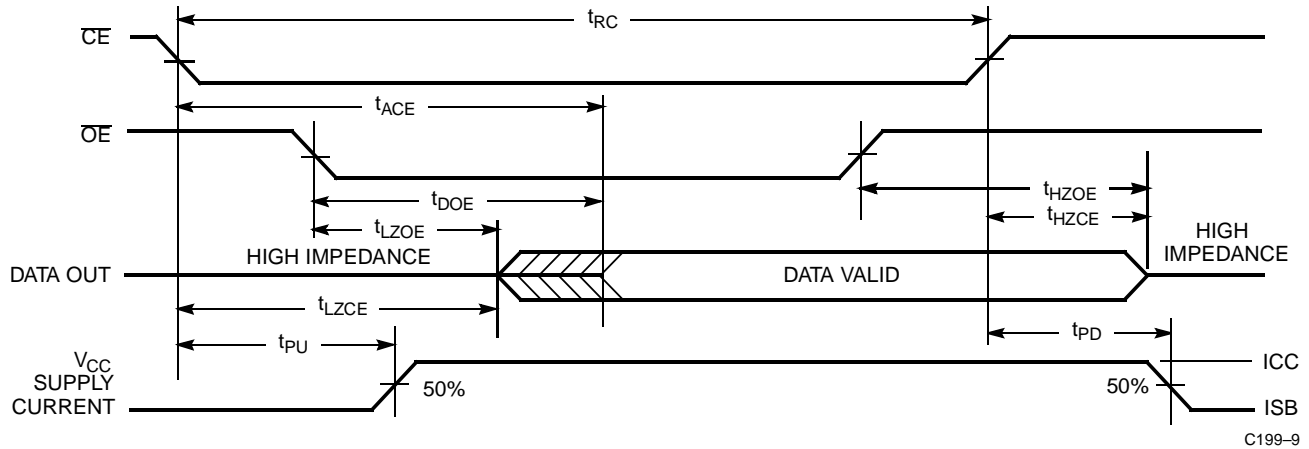 tRC
CE
tACE
OE
tDOE
tHZOE
tLZOE
tHZCE
HIGH
IMPEDANCE
HIGH IMPEDANCE
DATA OUT
DATA VALID
tLZCE
tPU
tPD
VCC
SUPPLY
CURRENT
50%
50%
ICC
ISB
C199–9